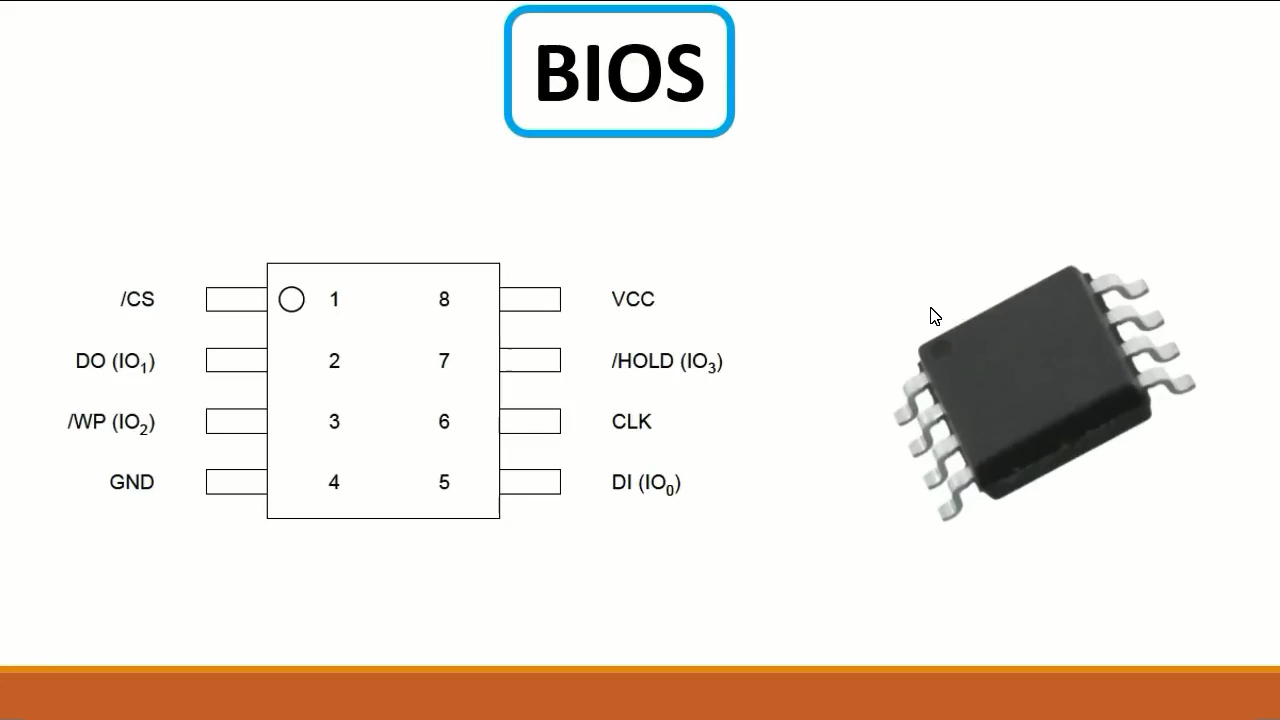 BIOS
/CS 1 8 VCC
DO (IO₁) 2 7 /HOLD (IO₃)
/WP (IO₂) 3 6 CLK
GND 4 5 DI (IO₀)